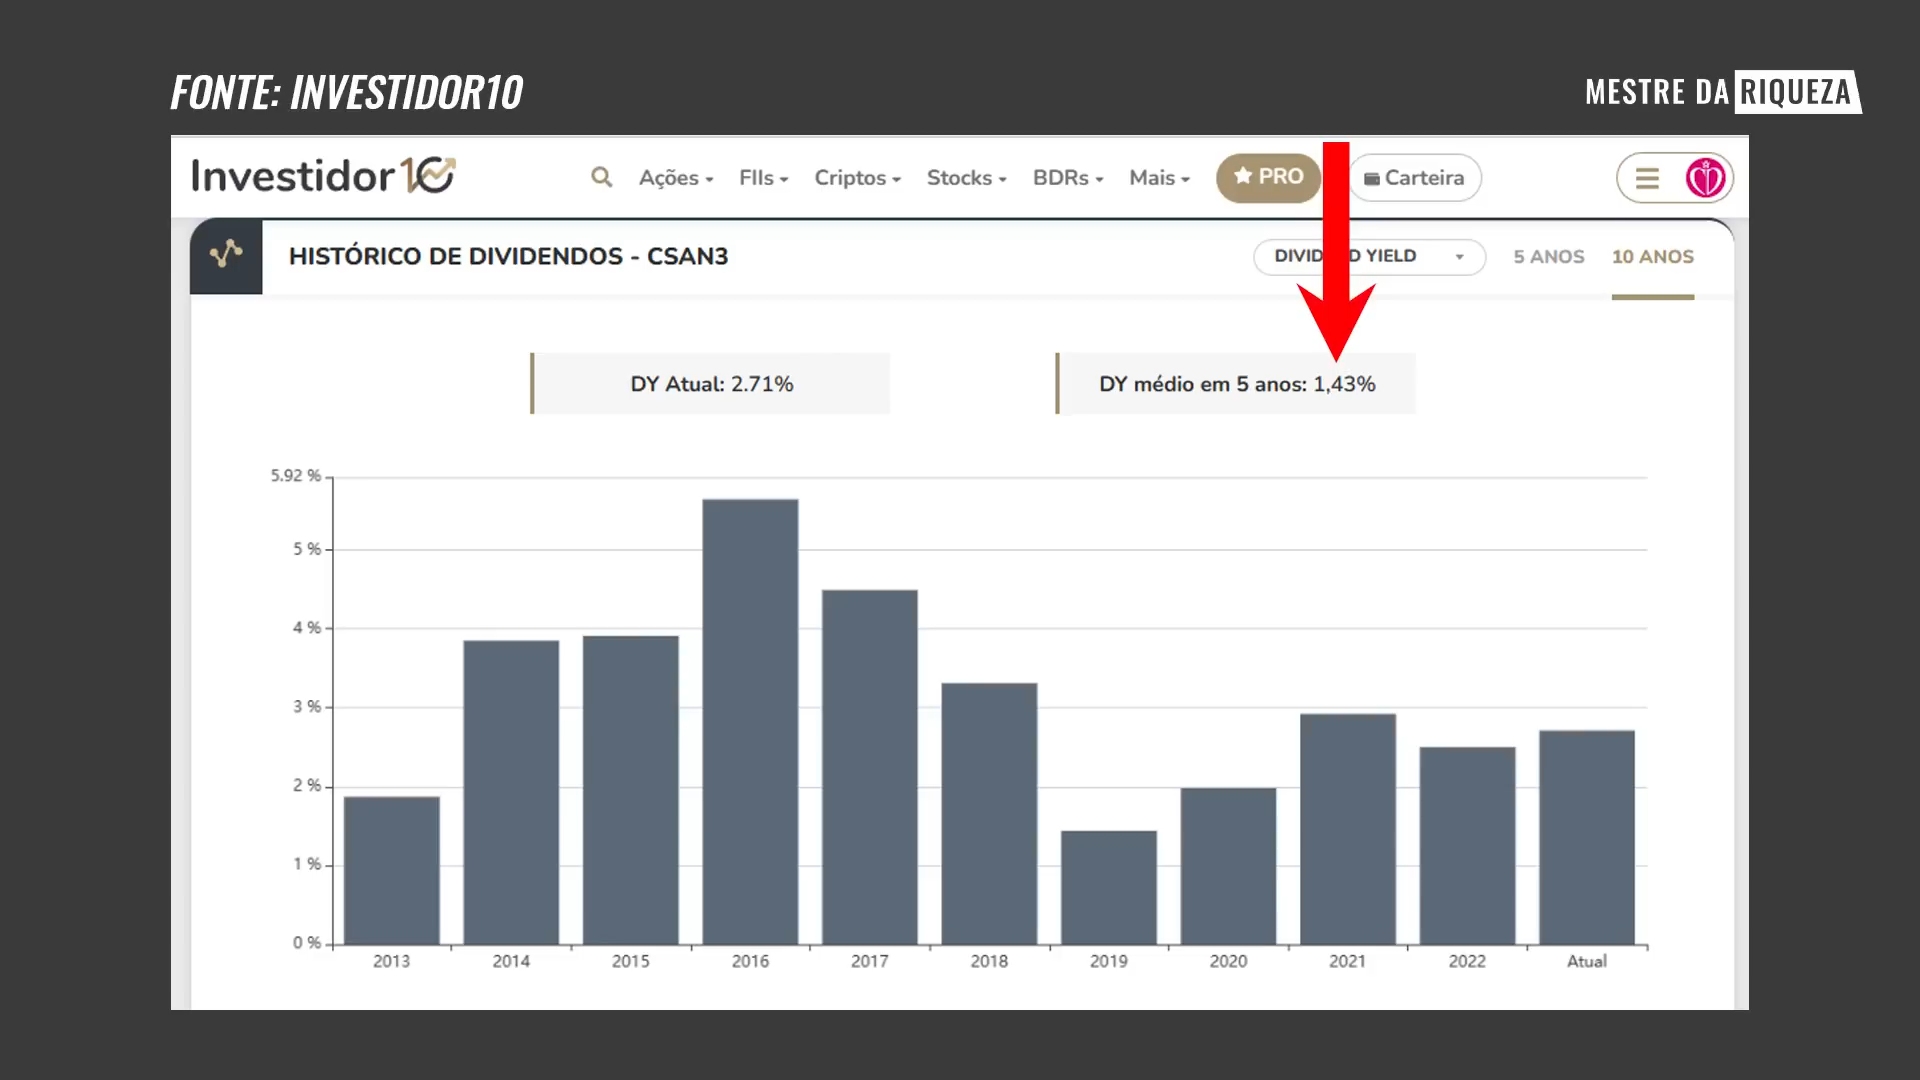 FONTE: INVESTIDOR10
MESTRE DA RIQUEZA
Investidor10
Ações
FIIs
Criptos
Stocks
BDRs
Mais
PRO
Carteira
HISTÓRICO DE DIVIDENDOS - CSAN3
DIVID D YIELD
5 ANOS
10 ANOS
DY Atual: 2.71%
DY médio em 5 anos: 1,43%
5.92 %
5 %
4 %
3 %
2 %
1 %
0 %
2013
2014
2015
2016
2017
2018
2019
2020
2021
2022
Atual